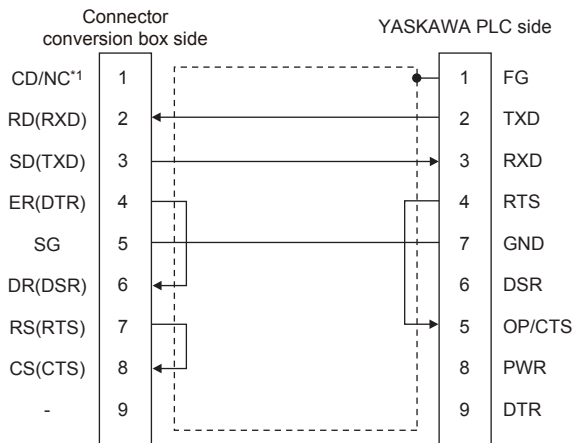 Connector
conversion box side
YASKAWA PLC side
CD/NC*1 1 1 FG
RD(RXD) 2 2 TXD
SD(TXD) 3 3 RXD
ER(DTR) 4 4 RTS
SG 5 7 GND
DR(DSR) 6 6 DSR
RS(RTS) 7 5 OP/CTS
CS(CTS) 8 8 PWR
- 9 9 DTR